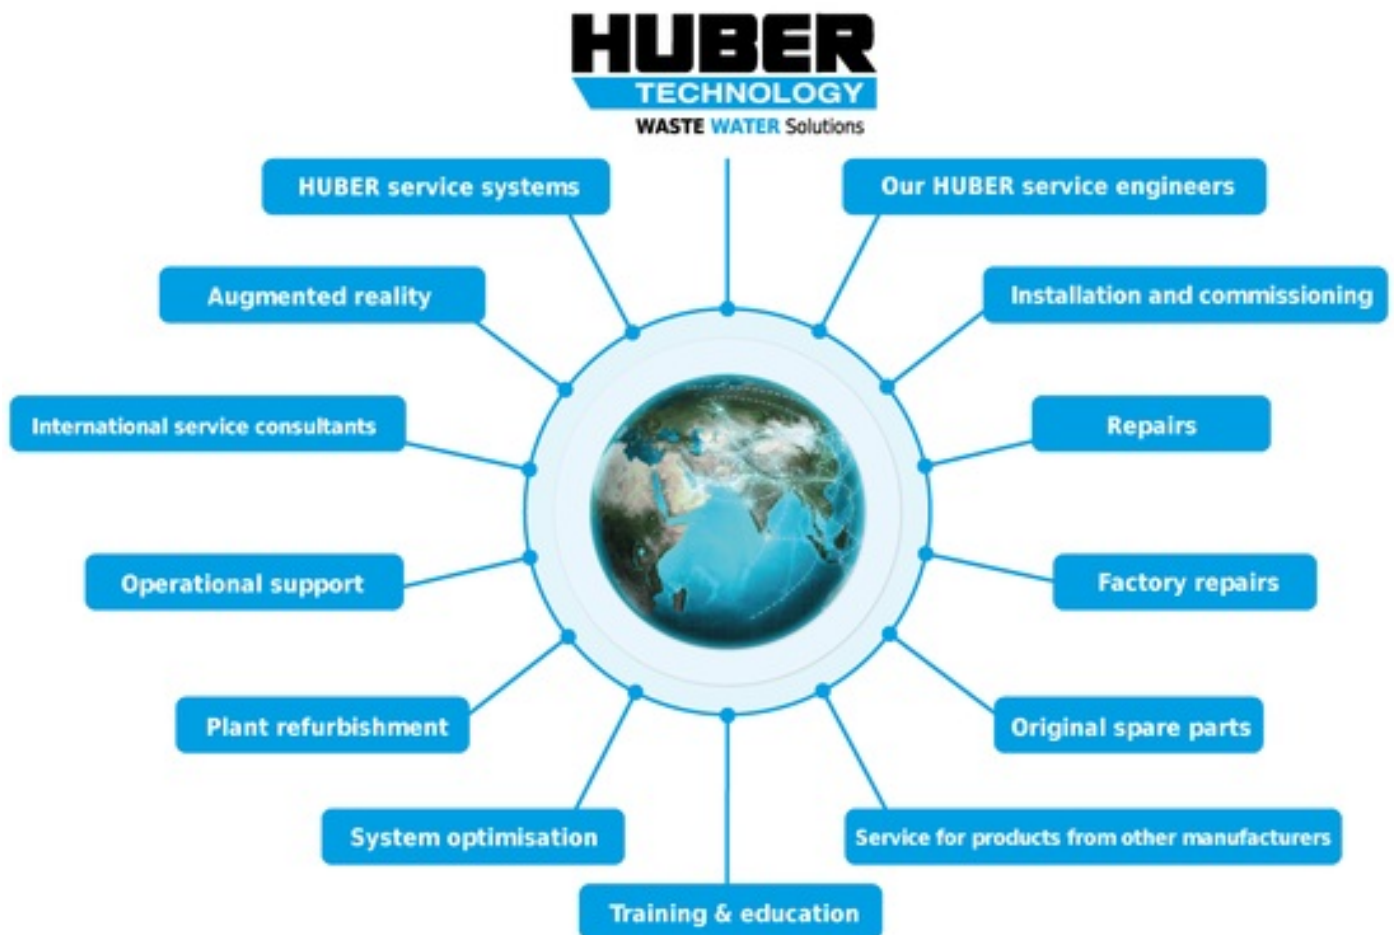 HUBER
TECHNOLOGY
WASTE WATER Solutions
HUBER service systems
Our HUBER service engineers
Augmented reality
Installation and commissioning
International service consultants
Repairs
Operational support
Factory repairs
Plant refurbishment
Original spare parts
System optimisation
Service for products from other manufacturers
Training & education